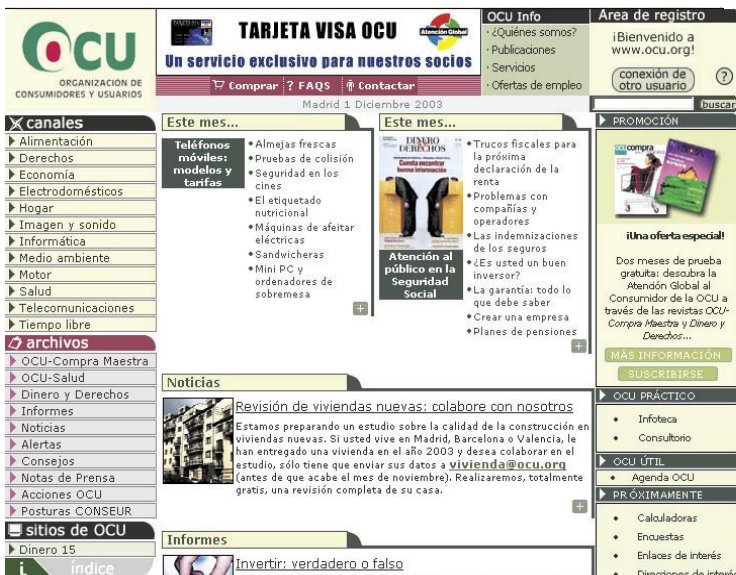 OCU
ORGANIZACIÓN DE
CONSUMIDORES Y USUARIOS
TARJETA VISA OCU
Atención Global
Un servicio exclusivo para nuestros socios
Comprar ? FAQS Contactar
Madrid 1 Diciembre 2003
OCU Info
·¿Quiénes somos?
·Publicaciones
·Servicios
·Ofertas de empleo
Área de registro
¡Bienvenido a
www.ocu.org!
conexión de
otro usuario
?
buscar
canales
Alimentación
Derechos
Economía
Electrodomésticos
Hogar
Imagen y sonido
Informática
Medio ambiente
Motor
Salud
Telecomunicaciones
Tiempo libre
archivos
OCU-Compra Maestra
OCU-Salud
Dinero y Derechos
Informes
Noticias
Alertas
Consejos
Notas de Prensa
Acciones OCU
Posturas CONSEUR
sitios de OCU
Dinero 15
i índice
Este mes...
Teléfonos
móviles:
modelos y
tarifas
Almejas frescas
Pruebas de colisión
Seguridad en los
cines
El etiquetado
nutricional
Máquinas de afeitar
eléctricas
Sandwicheras
Mini PC y
ordenadores de
sobremesa
+
Este mes...
DINERO
DERECHOS
Cuesta encontrar
buena información
Atención al
público en la
Seguridad
Social
Trucos fiscales para
la próxima
declaración de la
renta
Problemas con
compañías y
operadores
Las indemnizaciones
de los seguros
¿Es usted un buen
inversor?
La garantía: todo lo
que debe saber
Crear una empresa
Planes de pensiones
+
Noticias
Revisión de viviendas nuevas: colabore con nosotros
Estamos preparando un estudio sobre la calidad de la construcción en
viviendas nuevas. Si usted vive en Madrid, Barcelona o Valencia, le
han entregado una vivienda en el año 2003 y desea colaborar en el
estudio, sólo tiene que enviar sus datos a vivienda@ocu.org
(antes de que acabe el mes de noviembre). Realizaremos, totalmente
gratis, una revisión completa de su casa.
+
Informes
Invertir: verdadero o falso
PROMOCIÓN
compra
¡Una oferta especial!
Dos meses de prueba
gratuita: descubra la
Atención Global al
Consumidor de la OCU a
través de las revistas OCU-
Compra Maestra y Dinero y
Derechos...
MÁS INFORMACIÓN
SUSCRIBIRSE
OCU PRÁCTICO
Infoteca
Consultorio
OCU ÚTIL
Agenda OCU
PRÓXIMAMENTE
Calculadoras
Encuestas
Enlaces de interés
Direcciones de interés